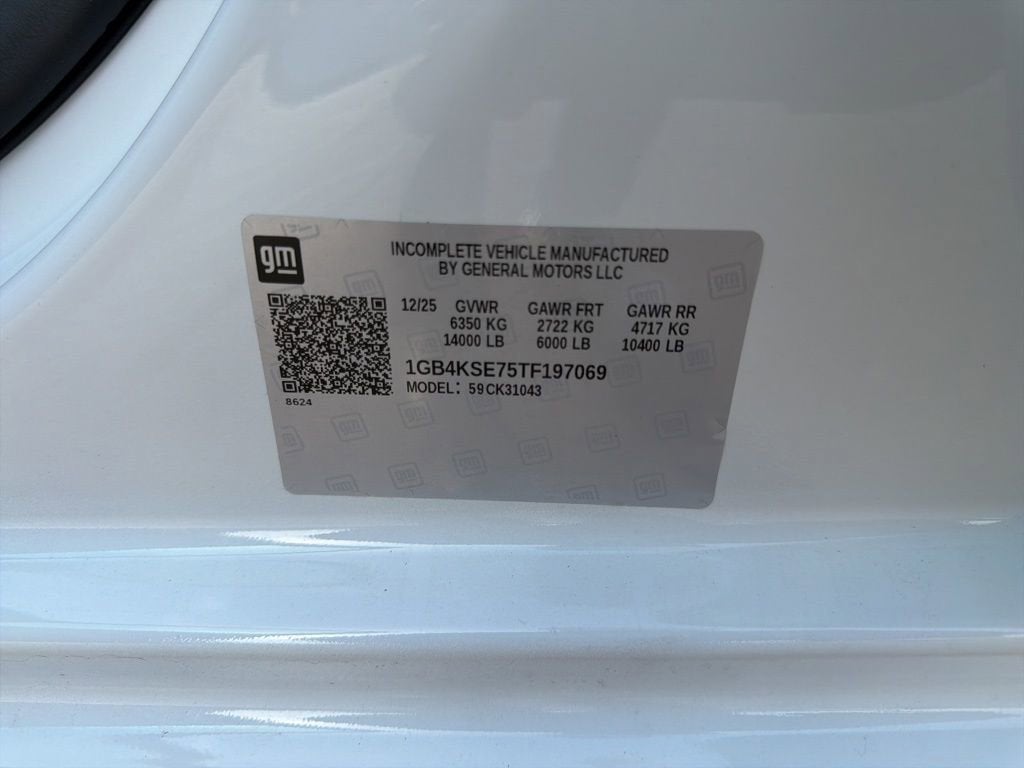 gm
INCOMPLETE VEHICLE MANUFACTURED
BY GENERAL MOTORS LLC
12/25 GVWR GAWR FRT GAWR RR
6350 KG 2722 KG 4717 KG
14000 LB 6000 LB 10400 LB
1GB4KSE75TF197069
MODEL: 59CK31043
8624